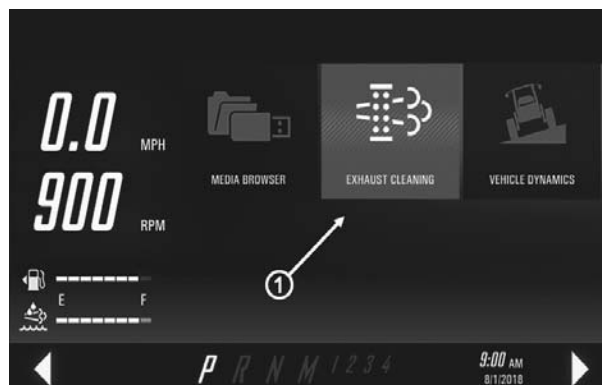 0.0 MPH
MEDIA BROWSER
EXHAUST CLEANING
VEHICLE DYNAMICS
900 RPM
1
E F
P R N M 1 2 3 4
9:00 AM
8/1/2018